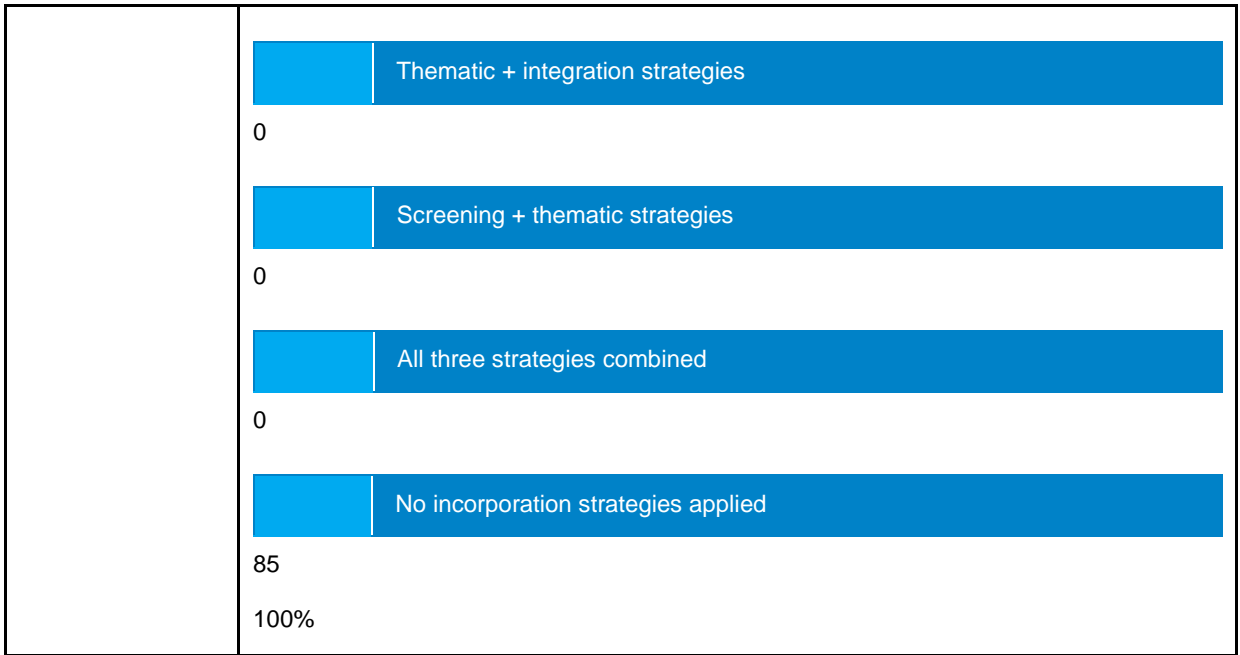 Thematic + integration strategies
0
Screening + thematic strategies
0
All three strategies combined
0
No incorporation strategies applied
85
100%